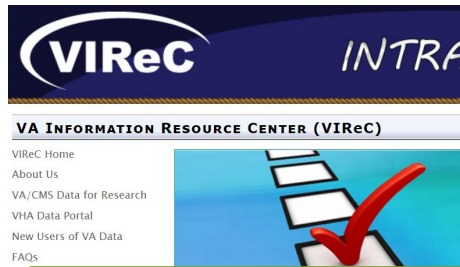 VIReC
INTRA
VA INFORMATION RESOURCE CENTER (VIReC)
VIReC Home
About Us
VA/CMS Data for Research
VHA Data Portal
New Users of VA Data
FAQs